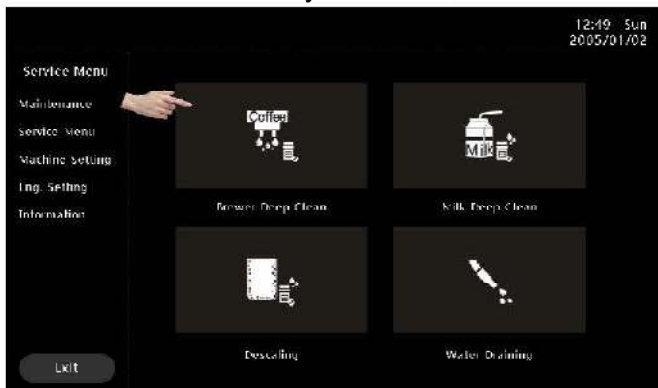 12:49 Sun
2005/01/02
Service Menu
Maintenance
Service Menu
Machine Setting
Eng. Setting
Information
Coffee
Milk
Brewer Deep Clean
Milk Deep Clean
Descaling
Water Draining
Exit